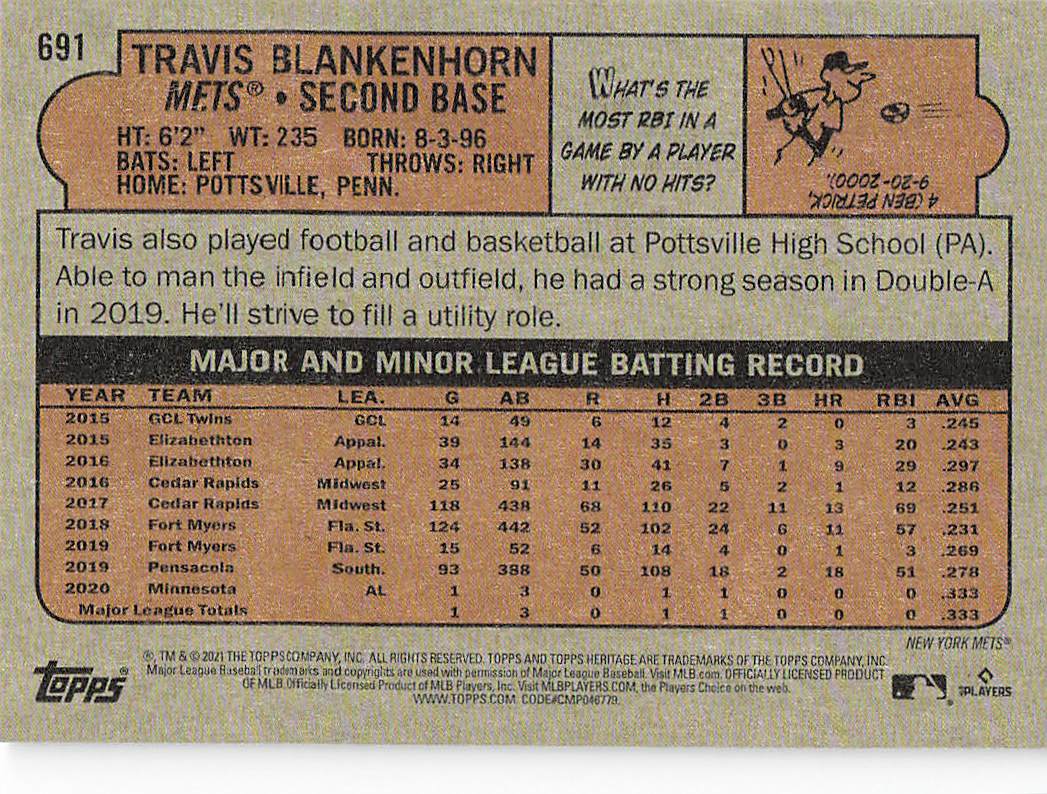 691
TRAVIS BLANKENHORN
METS® • SECOND BASE
HT: 6'2" WT: 235 BORN: 8-3-96
BATS: LEFT THROWS: RIGHT
HOME: POTTSVILLE, PENN.
WHAT'S THE
MOST RBI IN A
GAME BY A PLAYER
WITH NO HITS?
4 (BEN PETRICK,
9-20-2000).
Travis also played football and basketball at Pottsville High School (PA).
Able to man the infield and outfield, he had a strong season in Double-A
in 2019. He'll strive to fill a utility role.
MAJOR AND MINOR LEAGUE BATTING RECORD
YEAR TEAM LEA. G AB R H 2B 3B HR RBI AVG
2015 GCL Twins GCL 14 49 6 12 4 2 0 3 .245
2015 Elizabethton Appal. 39 144 14 35 3 0 3 20 .243
2016 Elizabethton Appal. 34 138 30 41 7 1 9 29 .297
2016 Cedar Rapids Midwest 25 91 11 26 5 2 1 12 .286
2017 Cedar Rapids Midwest 118 438 68 110 22 11 13 69 .251
2018 Fort Myers Fla. St. 124 442 52 102 24 6 11 57 .231
2019 Fort Myers Fla. St. 15 52 6 14 4 0 1 3 .269
2019 Pensacola South. 93 388 50 108 18 2 18 51 .278
2020 Minnesota AL 1 3 0 1 1 0 0 0 .333
Major League Totals 1 3 0 1 1 0 0 0 .333
NEW YORK METS®
®, TM & © 2021 THE TOPPS COMPANY, INC. ALL RIGHTS RESERVED. TOPPS AND TOPPS HERITAGE ARE TRADEMARKS OF THE TOPPS COMPANY, INC.
Major League Baseball trademarks and copyrights are used with permission of Major League Baseball. Visit MLB.com. OFFICIALLY LICENSED PRODUCT
OF MLB Officially Licensed Product of MLB Players, Inc. Visit MLBPLAYERS.COM, the Players Choice on the web.
WWW.TOPPS.COM CODE#CMP046779.
topps®
PLAYERS